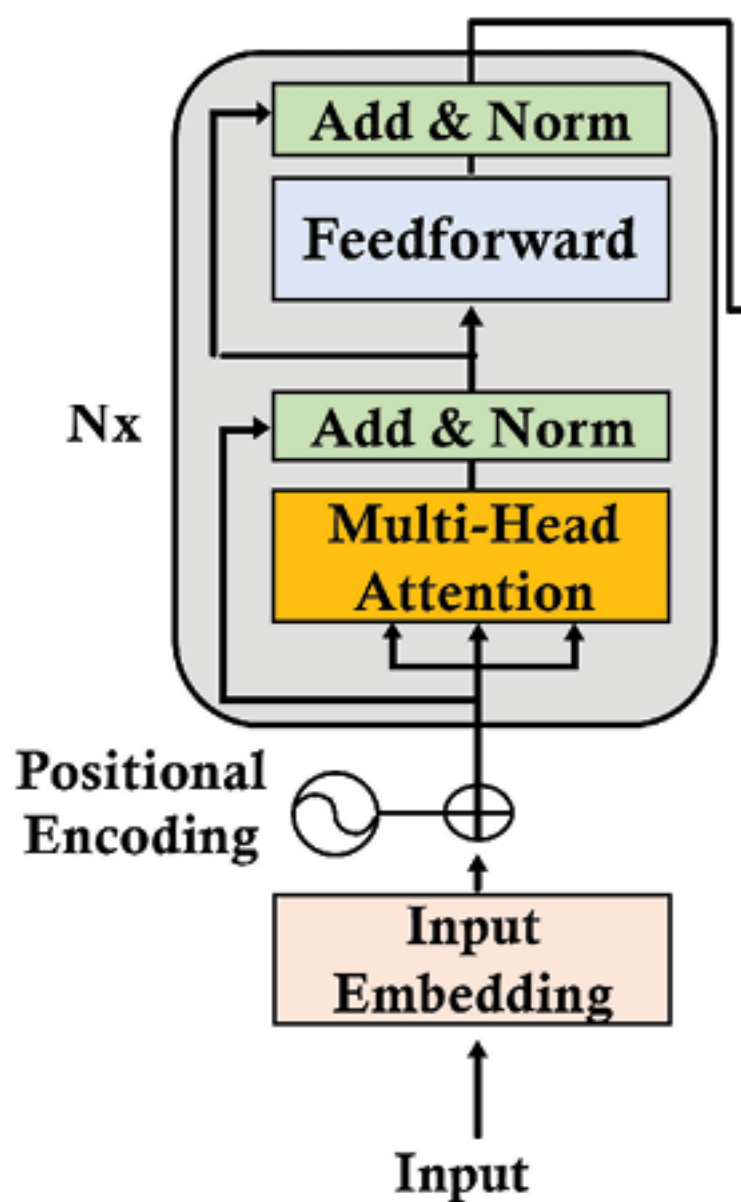 Add & Norm
Feedforward
Nx
Add & Norm
Multi-Head
Attention
Positional
Encoding
Input
Embedding
Input